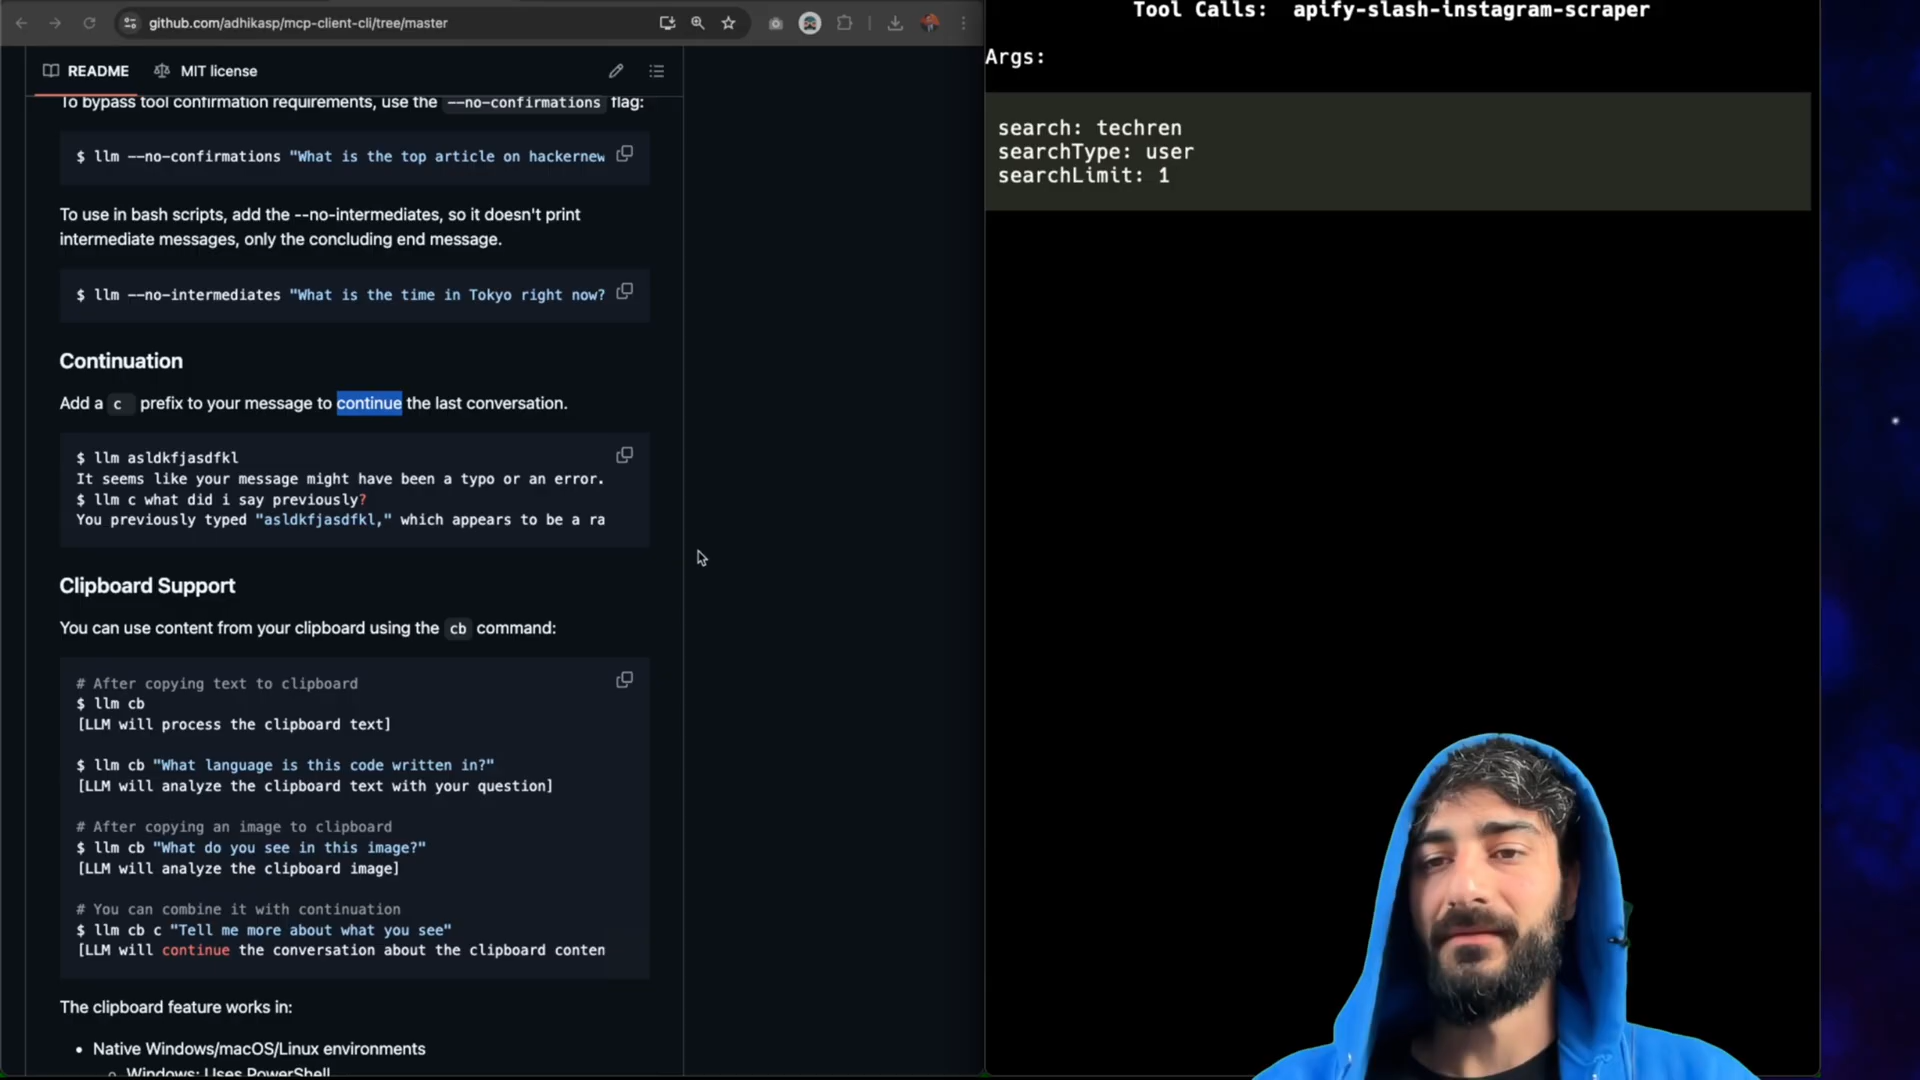 github.com/adhikasp/mcp-client-cli/tree/master
README
MIT license
To bypass tool confirmation requirements, use the --no-confirmations flag:
$ llm --no-confirmations "What is the top article on hackernew
To use in bash scripts, add the --no-intermediates, so it doesn't print
intermediate messages, only the concluding end message.
$ llm --no-intermediates "What is the time in Tokyo right now?
Continuation
Add a c prefix to your message to continue the last conversation.
$ llm asldkfjasdfkl
It seems like your message might have been a typo or an error.
$ llm c what did i say previously?
You previously typed "asldkfjasdfkl," which appears to be a ra
Clipboard Support
You can use content from your clipboard using the cb command:
# After copying text to clipboard
$ llm cb
[LLM will process the clipboard text]
$ llm cb "What language is this code written in?"
[LLM will analyze the clipboard text with your question]
# After copying an image to clipboard
$ llm cb "What do you see in this image?"
[LLM will analyze the clipboard image]
# You can combine it with continuation
$ llm cb c "Tell me more about what you see"
[LLM will continue the conversation about the clipboard conten
The clipboard feature works in:
• Native Windows/macOS/Linux environments
○ Windows: Uses PowerShell
Tool Calls: apify-slash-instagram-scraper
Args:
search: techren
searchType: user
searchLimit: 1